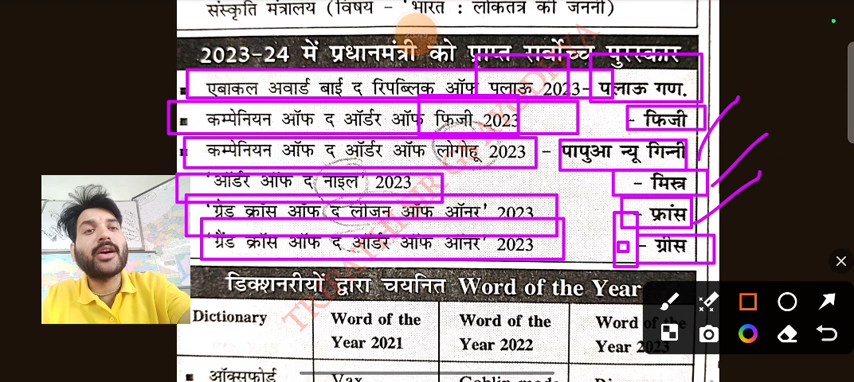 संस्कृति मंत्रालय (विषय - 'भारत : लोकतंत्र की जननी)
2023-24 में प्रधानमंत्री को प्राप्त सर्वोच्च पुरस्कार
एबाकल अवार्ड बाई द रिपब्लिक ऑफ पलाऊ 2023- पलाऊ गण.
कम्पेनियन ऑफ द ऑर्डर ऑफ फिजी 2023 - फिजी
कम्पेनियन ऑफ द ऑर्डर ऑफ लोगोहू 2023 - पापुआ न्यू गिन्नी
'ऑर्डर ऑफ द नाइल' 2023 - मिस्त्र
'ग्रैंड क्रॉस ऑफ द लीजन ऑफ ऑनर' 2023 - फ्रांस
'ग्रैंड क्रॉस ऑफ द ऑर्डर ऑफ ऑनर' 2023 - ग्रीस
डिक्शनरीयों द्वारा चयनित Word of the Year
Dictionary Word of the Year 2021 Word of the Year 2022 Word of the Year 2023
ऑक्सफोर्ड Vax Goblin mode